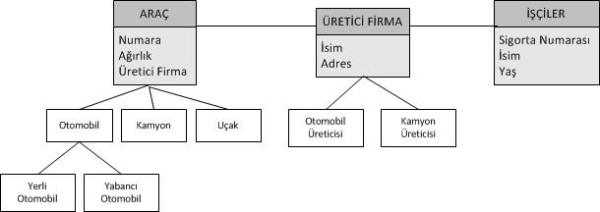 ARAÇ
Numara
Ağırlık
Üretici Firma
ÜRETİCİ FİRMA
İsim
Adres
İŞÇİLER
Sigorta Numarası
İsim
Yaş
Otomobil
Kamyon
Uçak
Otomobil
Üreticisi
Kamyon
Üreticisi
Yerli
Otomobil
Yabancı
Otomobil